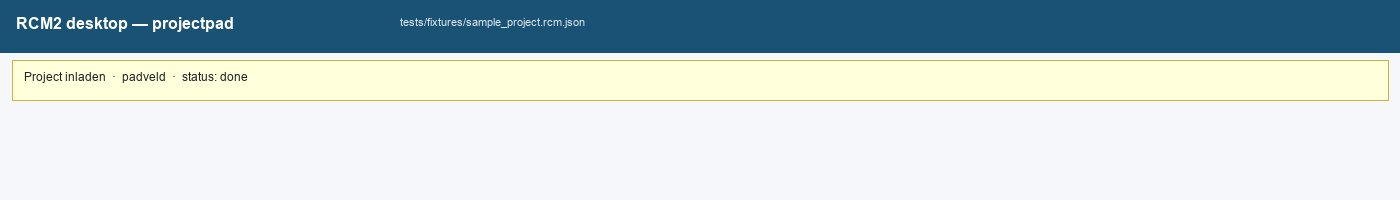 RCM2 desktop — projectpad
tests/fixtures/sample_project.rcm.json
Project inladen · padveld · status: done